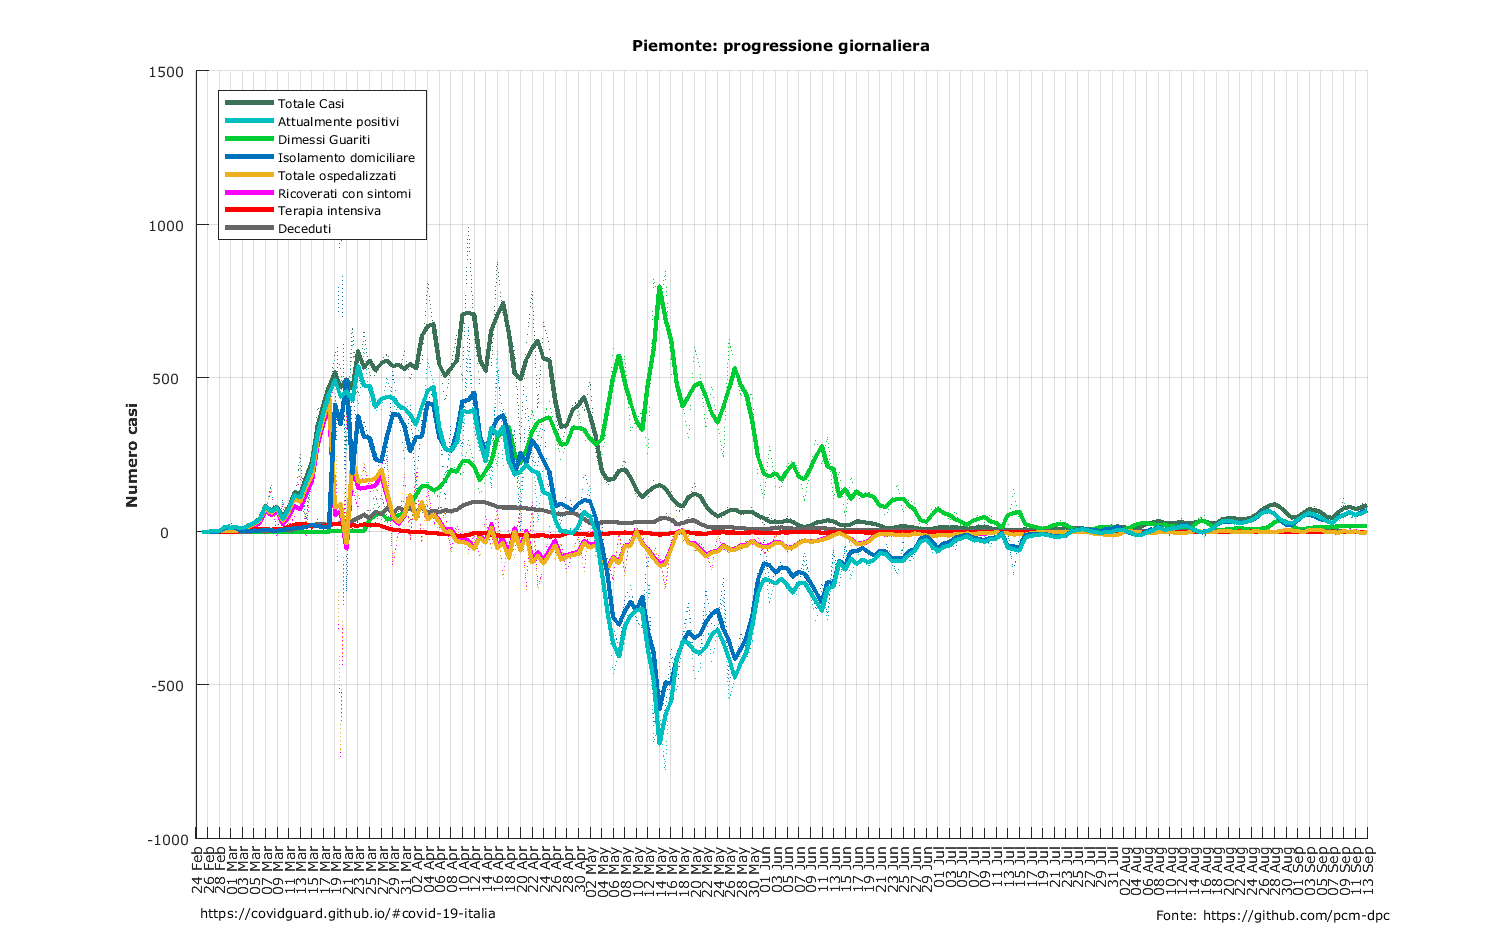 Piemonte: progressione giornaliera
1500
1000
500
0
-500
-1000
Numero casi
Totale Casi
Attualmente positivi
Dimessi Guariti
Isolamento domiciliare
Totale ospedalizzati
Ricoverati con sintomi
Terapia intensiva
Deceduti
24 Feb
26 Feb
28 Feb
01 Mar
03 Mar
05 Mar
07 Mar
09 Mar
11 Mar
13 Mar
15 Mar
17 Mar
19 Mar
21 Mar
23 Mar
25 Mar
27 Mar
29 Mar
31 Mar
02 Apr
04 Apr
06 Apr
08 Apr
10 Apr
12 Apr
14 Apr
16 Apr
18 Apr
20 Apr
22 Apr
24 Apr
26 Apr
28 Apr
30 Apr
02 May
04 May
06 May
08 May
10 May
12 May
14 May
16 May
18 May
20 May
22 May
24 May
26 May
28 May
30 May
01 Jun
03 Jun
05 Jun
07 Jun
09 Jun
11 Jun
13 Jun
15 Jun
17 Jun
19 Jun
21 Jun
23 Jun
25 Jun
27 Jun
29 Jun
01 Jul
03 Jul
05 Jul
07 Jul
09 Jul
11 Jul
13 Jul
15 Jul
17 Jul
19 Jul
21 Jul
23 Jul
25 Jul
27 Jul
29 Jul
31 Jul
02 Aug
04 Aug
06 Aug
08 Aug
10 Aug
12 Aug
14 Aug
16 Aug
18 Aug
20 Aug
22 Aug
24 Aug
26 Aug
28 Aug
30 Aug
01 Sep
03 Sep
05 Sep
07 Sep
09 Sep
11 Sep
13 Sep
https://covidguard.github.io/#covid-19-italia
Fonte: https://github.com/pcm-dpc